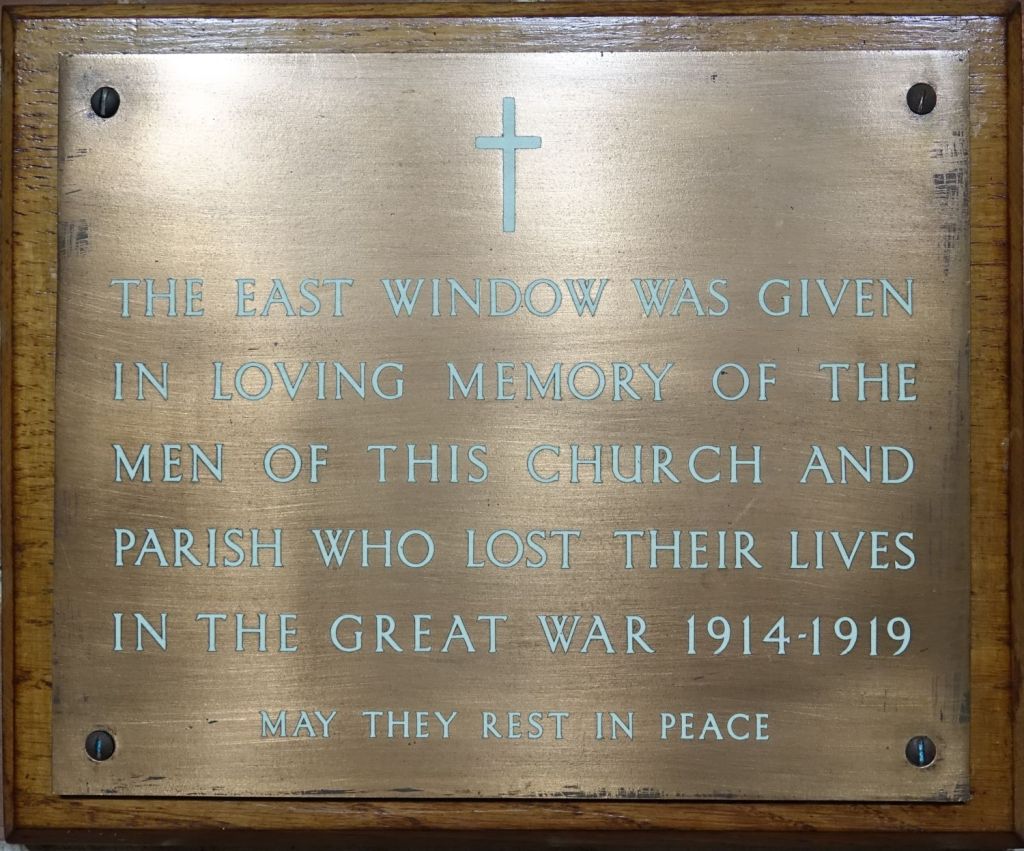 THE EAST WINDOW WAS GIVEN
IN LOVING MEMORY OF THE
MEN OF THIS CHURCH AND
PARISH WHO LOST THEIR LIVES
IN THE GREAT WAR 1914-1919
MAY THEY REST IN PEACE